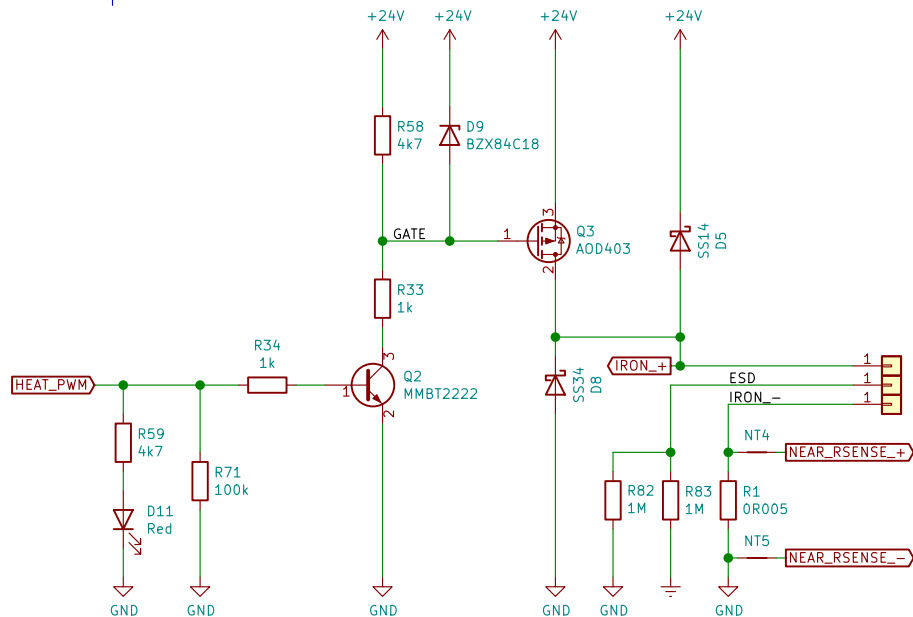 +24V
+24V
+24V
+24V
R58
4k7
D9
BZX84C18
GATE
1
3
2
Q3
AOD403
SS14
D5
R33
1k
R34
1k
HEAT_PWM
1
3
2
Q2
MMBT2222
SS34
D8
IRON_+
1
ESD
1
IRON_-
1
R59
4k7
R71
100k
D11
Red
R82
1M
R83
1M
R1
0R005
NT4
NEAR_RSENSE_+
NT5
NEAR_RSENSE_-
GND
GND
GND
GND
GND
GND